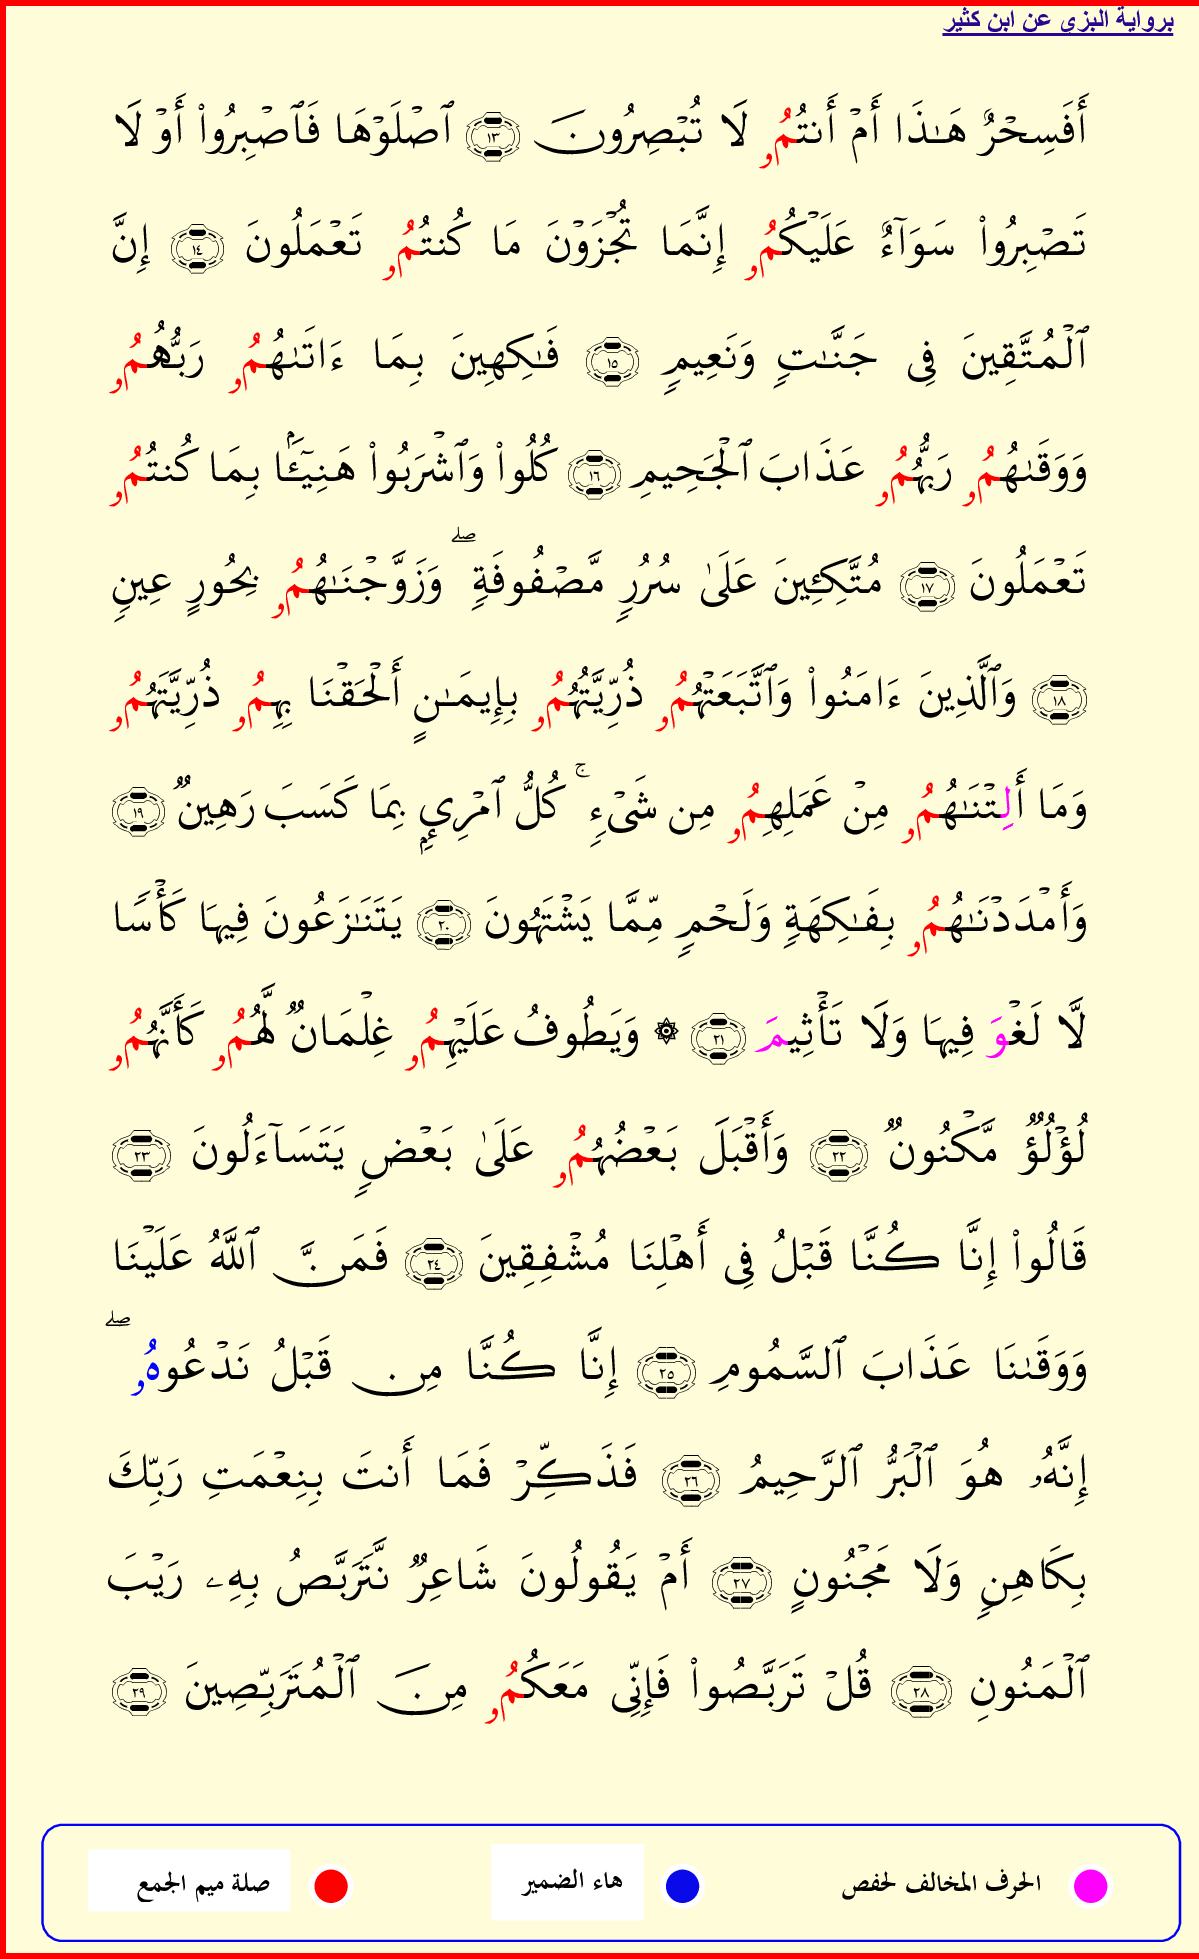 برواية البزى عن ابن كثير
أَفَسِحۡرٌ هَٰذَا أَمۡ أَنتُمُۥ لَا تُبۡصِرُونَ ١٣ ٱصۡلَوۡهَا فَٱصۡبِرُواْ أَوۡ لَا
تَصۡبِرُواْ سَوَآءٌ عَلَيۡكُمُۥ إِنَّمَا تُجۡزَوۡنَ مَا كُنتُمُۥ تَعۡمَلُونَ ١٤ إِنَّ
ٱلۡمُتَّقِينَ فِى جَنَّٰتٖ وَنَعِيمٖ ١٥ فَٰكِهِينَ بِمَا ءَاتَىٰهُمُۥ رَبُّهُمُۥ
وَوَقَىٰهُمُۥ رَبُّهُمُۥ عَذَابَ ٱلۡجَحِيمِ ١٦ كُلُواْ وَٱشۡرَبُواْ هَنِيٓـَٔۢا بِمَا كُنتُمُۥ
تَعۡمَلُونَ ١٧ مُتَّكِـِٔينَ عَلَىٰ سُرُرٖ مَّصۡفُوفَةٖۖ وَزَوَّجۡنَٰهُمُۥ بِحُورٍ عِينٖ
١٨ وَٱلَّذِينَ ءَامَنُواْ وَٱتَّبَعَتۡهُمُۥ ذُرِّيَّتُهُمُۥ بِإِيمَٰنٍ أَلۡحَقۡنَا بِهِمُۥ ذُرِّيَّتَهُمُۥ
وَمَا أَلِتۡنَٰهُمُۥ مِنۡ عَمَلِهِمُۥ مِن شَىۡءٖۚ كُلُّ ٱمۡرِىِٕۭ بِمَا كَسَبَ رَهِينٞ ١٩
وَأَمۡدَدۡنَٰهُمُۥ بِفَٰكِهَةٖ وَلَحۡمٖ مِّمَّا يَشۡتَهُونَ ٢٠ يَتَنَٰزَعُونَ فِيهَا كَأۡسٗا
لَّا لَغۡوَ فِيهَا وَلَا تَأۡثِيمَ ٢١ ۞ وَيَطُوفُ عَلَيۡهِمُۥ غِلۡمَانٞ لَّهُمُۥ كَأَنَّهُمُۥ
لُؤۡلُؤٞ مَّكۡنُونٞ ٢٢ وَأَقۡبَلَ بَعۡضُهُمُۥ عَلَىٰ بَعۡضٖ يَتَسَآءَلُونَ ٢٣
قَالُواْ إِنَّا كُنَّا قَبۡلُ فِى أَهۡلِنَا مُشۡفِقِينَ ٢٤ فَمَنَّ ٱللَّهُ عَلَيۡنَا
وَوَقَىٰنَا عَذَابَ ٱلسَّمُومِ ٢٥ إِنَّا كُنَّا مِن قَبۡلُ نَدۡعُوهُۥۖ
إِنَّهُۥ هُوَ ٱلۡبَرُّ ٱلرَّحِيمُ ٢٦ فَذَكِّرۡ فَمَا أَنتَ بِنِعۡمَتِ رَبِّكَ
بِكَاهِنٖ وَلَا مَجۡنُونٍ ٢٧ أَمۡ يَقُولُونَ شَاعِرٞ نَّتَرَبَّصُ بِهِۦ رَيۡبَ
ٱلۡمَنُونِ ٢٨ قُلۡ تَرَبَّصُواْ فَإِنِّى مَعَكُمُۥ مِنَ ٱلۡمُتَرَبِّصِينَ ٢٩
الحرف المخالف لحفص هاء الضمير صلة ميم الجمع